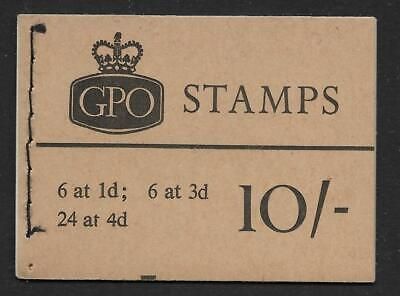 GPO STAMPS
6 at 1d; 6 at 3d
24 at 4d
10/-